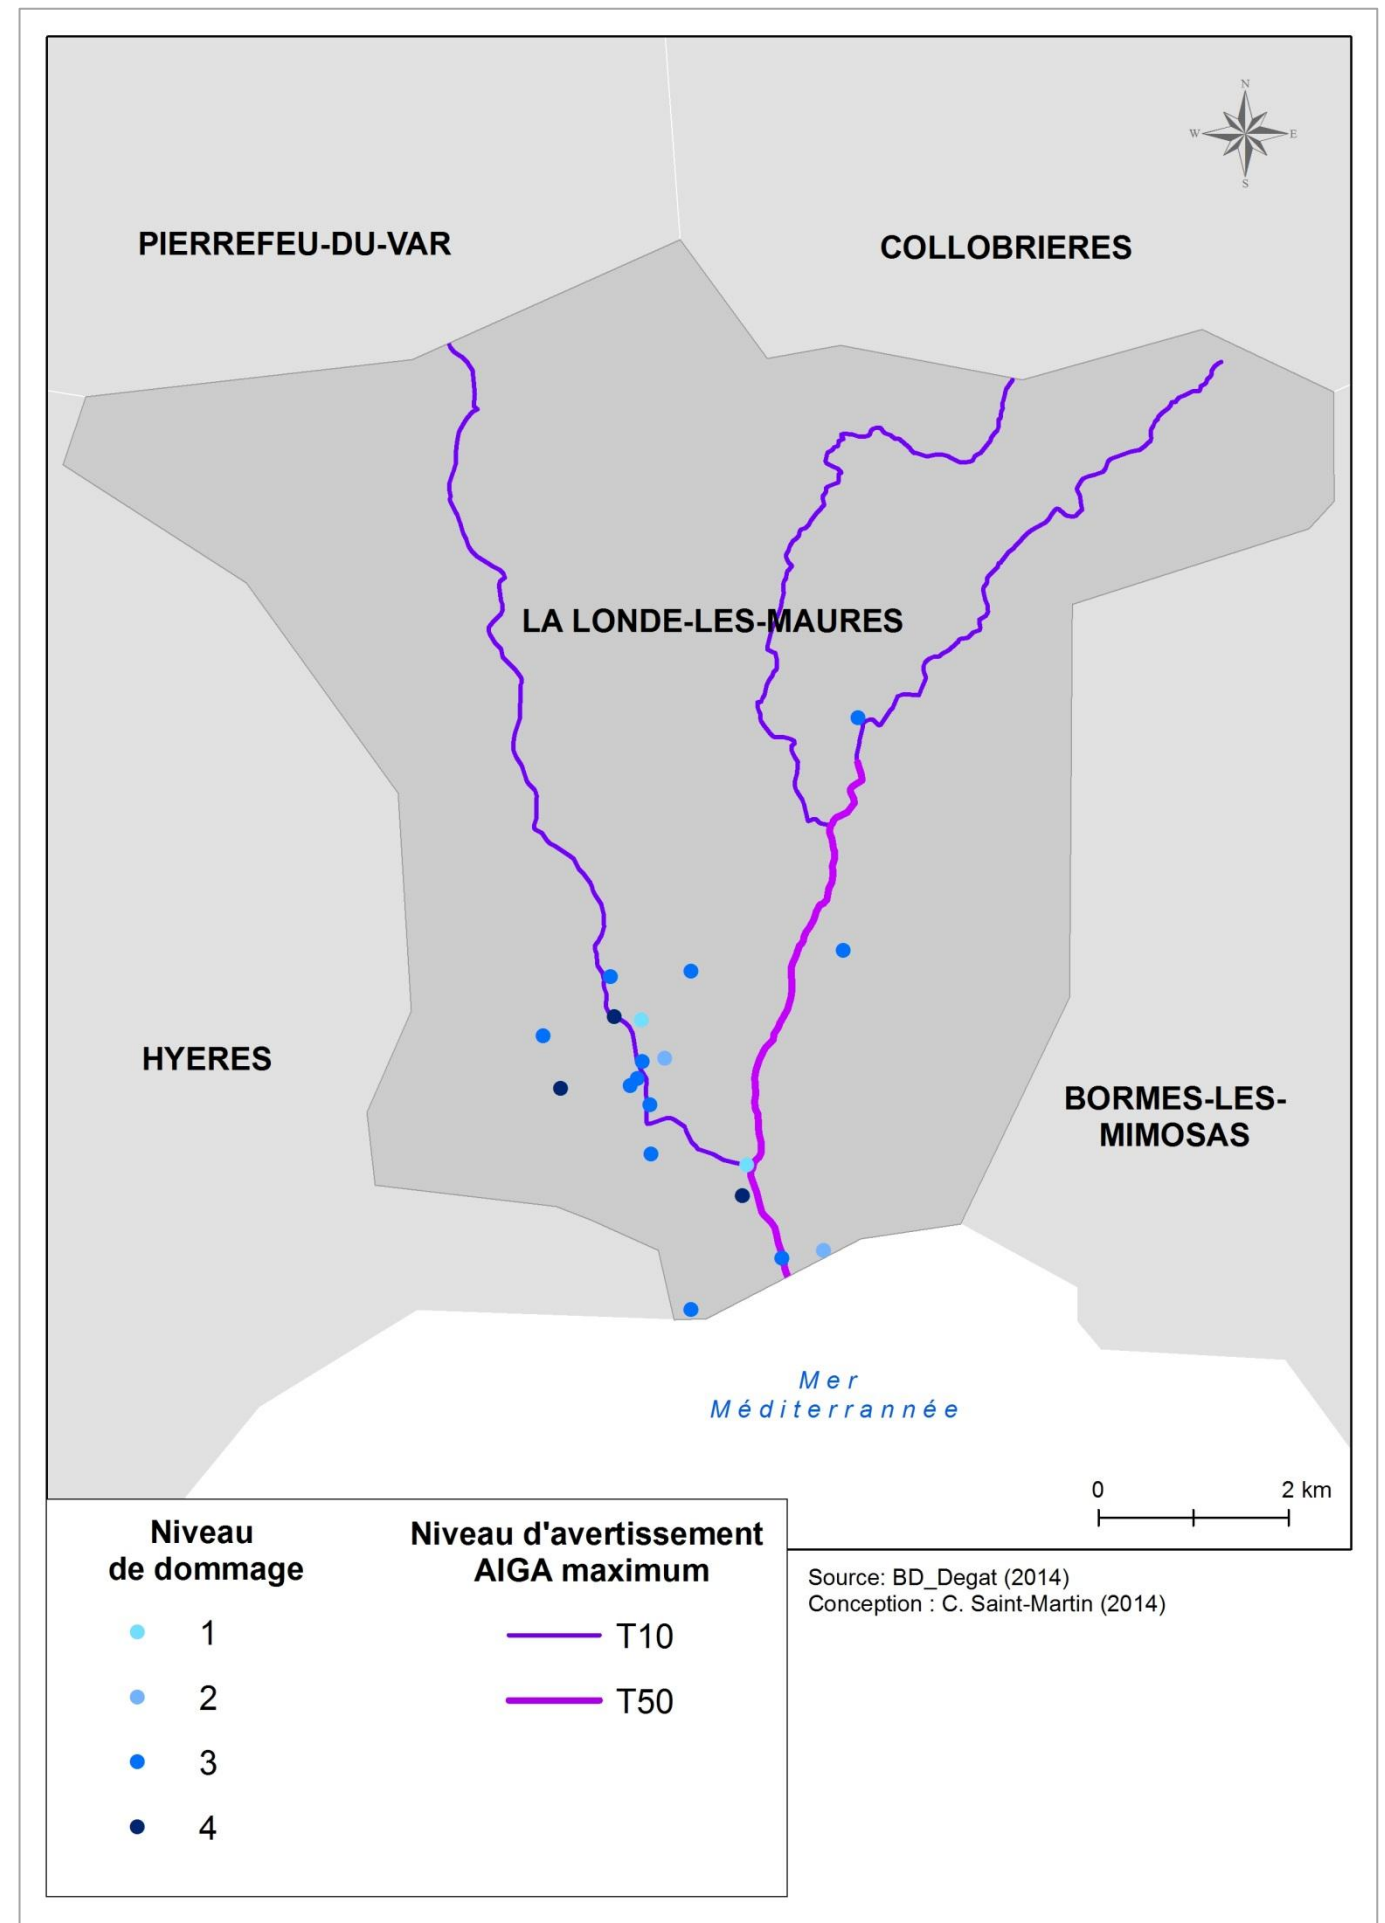 N
W
E
S
PIERREFEU-DU-VAR
COLLOBRIERES
LA LONDE-LES-MAURES
HYERES
BORMES-LES-
MIMOSAS
Mer
Méditerrannée
0
2 km
Niveau
de dommage
1
2
3
4
Niveau d'avertissement
AIGA maximum
T10
T50
Source: BD_Degat (2014)
Conception : C. Saint-Martin (2014)